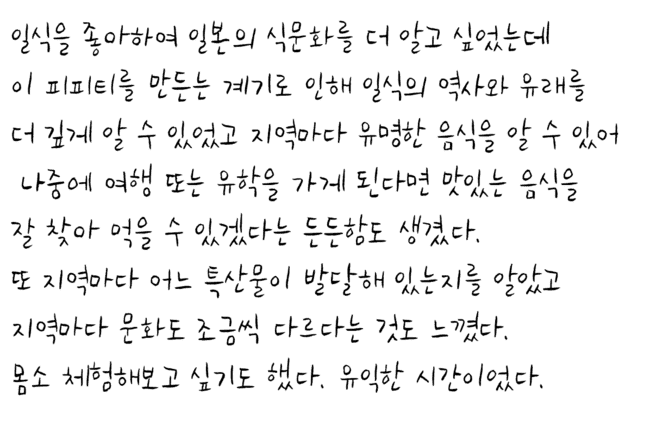 일식을 좋아하여 일본의 식문화를 더 알고 싶었는데
이 피피티를 만든는 계기로 인해 일식의 역사와 유래를
더 깊게 알 수 있었고 지역마다 유명한 음식을 알 수 있어
나중에 여행 또는 유학을 가게 된다면 맛있는 음식을
잘 찾아 먹을 수 있겠다는 든든함도 생겼다.
또 지역마다 어느 특산물이 발달해 있는지를 알았고
지역마다 문화도 조금씩 다르다는 것도 느꼈다.
몸소 체험해보고 싶기도 했다. 유익한 시간이었다.